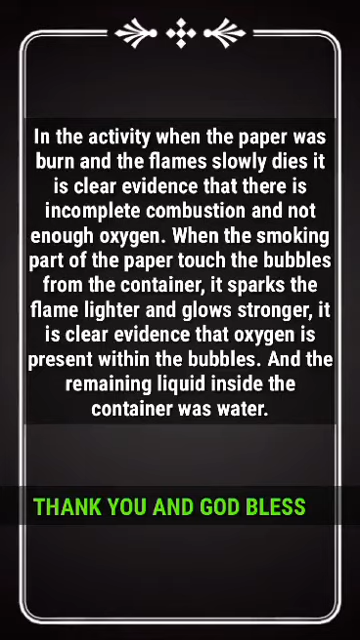 In the activity when the paper was
burn and the flames slowly dies it
is clear evidence that there is
incomplete combustion and not
enough oxygen. When the smoking
part of the paper touch the bubbles
from the container, it sparks the
flame lighter and glows stronger, it
is clear evidence that oxygen is
present within the bubbles. And the
remaining liquid inside the
container was water.
THANK YOU AND GOD BLESS